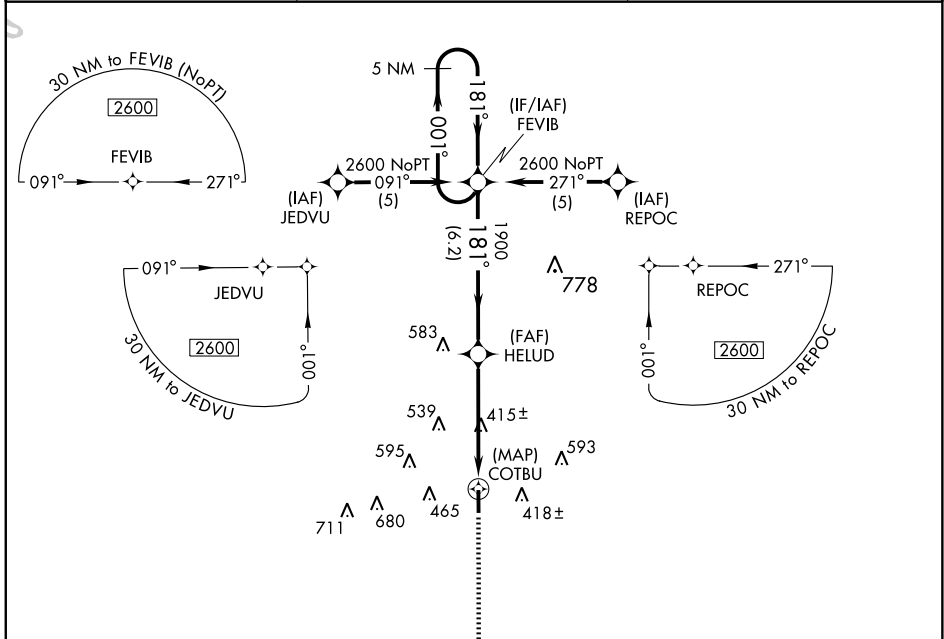 30 NM to FEVIB (NoPT)
2600
FEVIB
091°
271°
5 NM
181°
001°
(IF/IAF)
FEVIB
2600 NoPT
091°
(5)
(IAF)
JEDVU
2600 NoPT
271°
(5)
(IAF)
REPOC
1900
181°
(6.2)
778
091°
JEDVU
2600
001°
30 NM to JEDVU
271°
REPOC
2600
001°
30 NM to REPOC
583
(FAF)
HELUD
539
415±
595
(MAP)
COTBU
593
711
680
465
418±